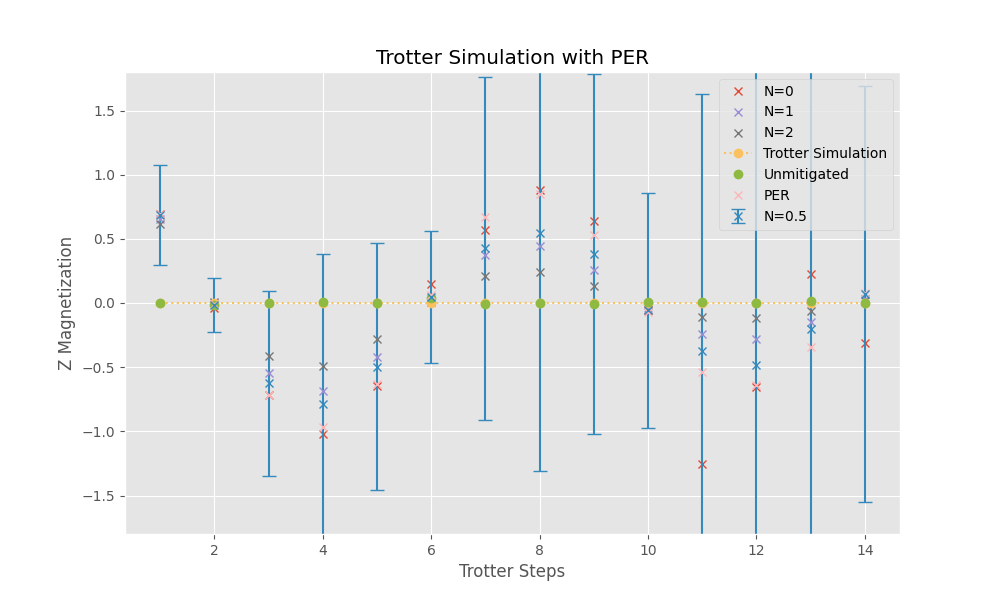 Trotter Simulation with PER
Z Magnetization
1.5
1.0
0.5
0.0
−0.5
−1.0
−1.5
N=0
N=1
N=2
Trotter Simulation
Unmitigated
PER
N=0.5
2 4 6 8 10 12 14
Trotter Steps